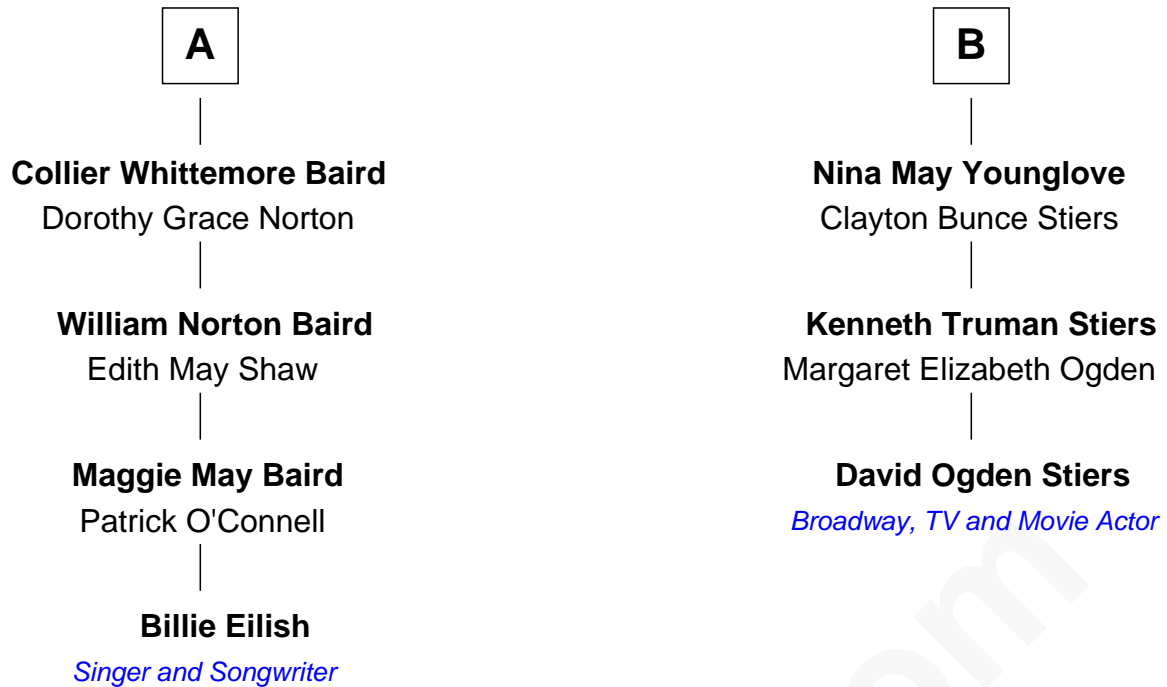 A
Collier Whittemore Baird
Dorothy Grace Norton
William Norton Baird
Edith May Shaw
Maggie May Baird
Patrick O'Connell
Billie Eilish
Singer and Songwriter
B
Nina May Younglove
Clayton Bunce Stiers
Kenneth Truman Stiers
Margaret Elizabeth Ogden
David Ogden Stiers
Broadway, TV and Movie Actor
om